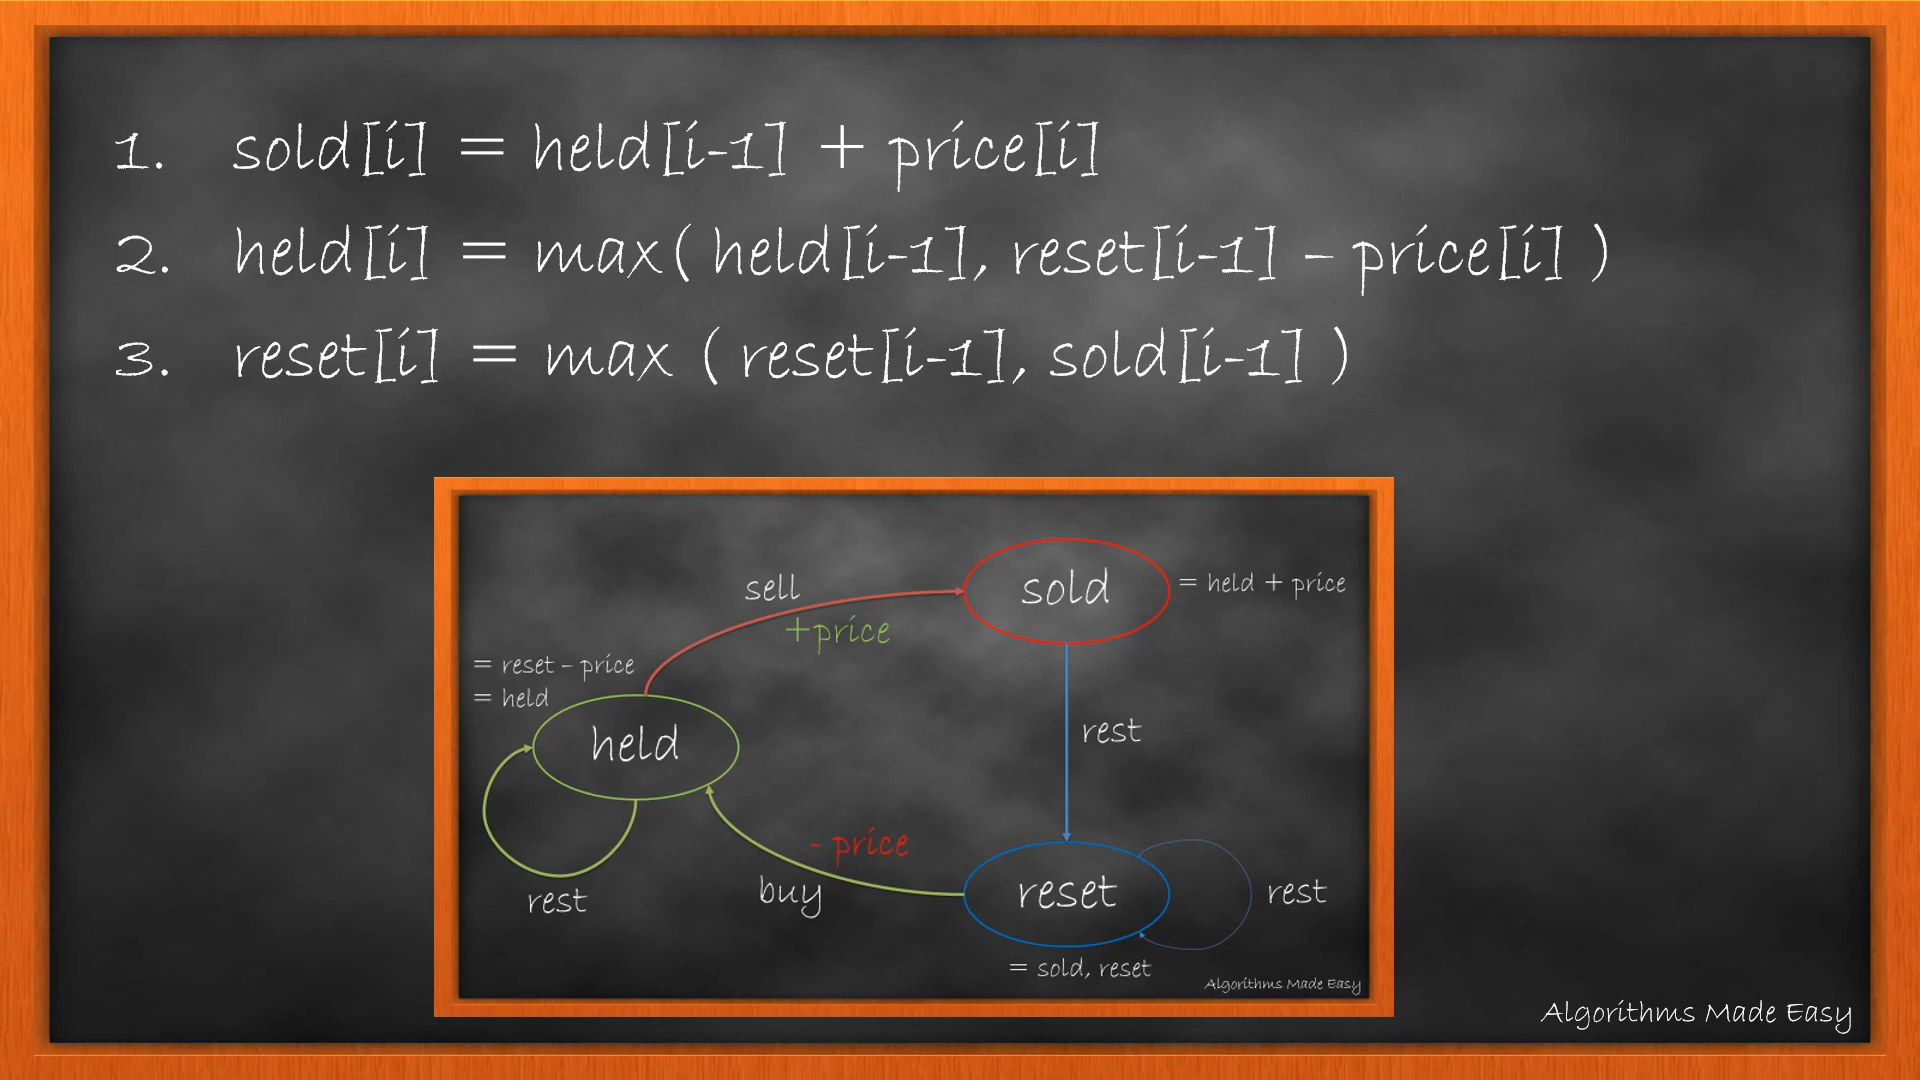 1. sold[i] = held[i-1] + price[i]
2. held[i] = max( held[i-1], reset[i-1] – price[i] )
3. reset[i] = max ( reset[i-1], sold[i-1] )
sell
+price
sold
= held + price
= reset – price
= held
held
rest
rest
- price
buy
reset
rest
= sold, reset
Algorithms Made Easy
Algorithms Made Easy